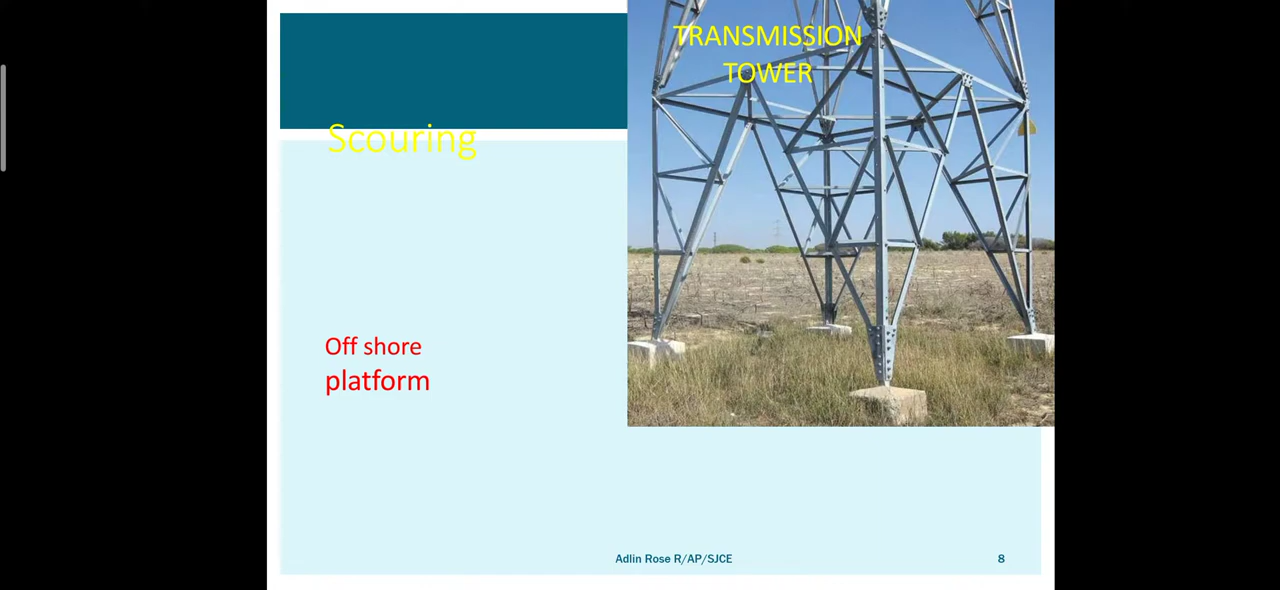 TRANSMISSION
TOWER
Scouring
Off shore
platform
Adlin Rose R/AP/SJCE
8